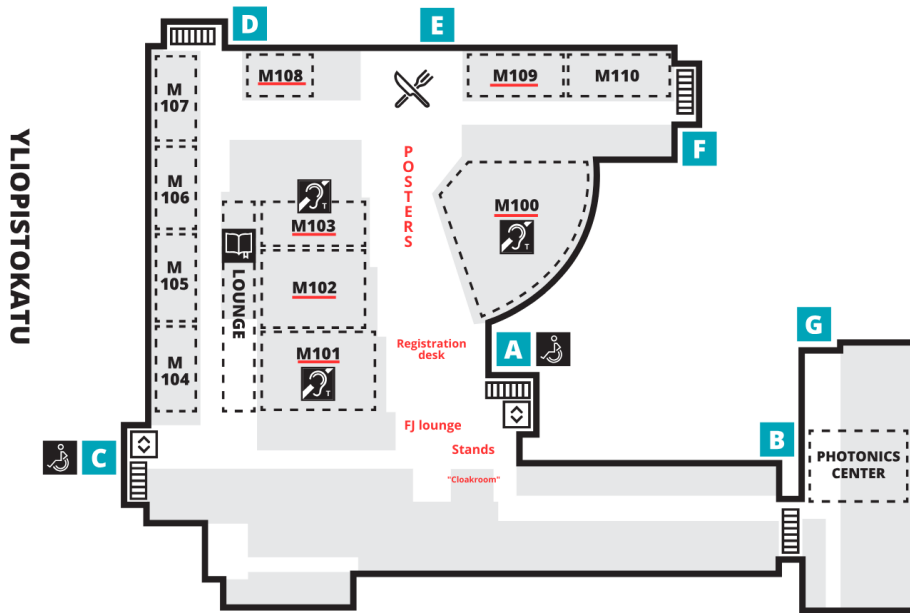 D
E
M
107
M108
M109
M110
F
YLIOPISTOKATU
POSTERS
M
106
M103
M100
T
T
LOUNGE
M
105
M102
G
M101
T
Registration
desk
A
M
104
FJ lounge
B
C
Stands
"Cloakroom"
PHOTONICS
CENTER